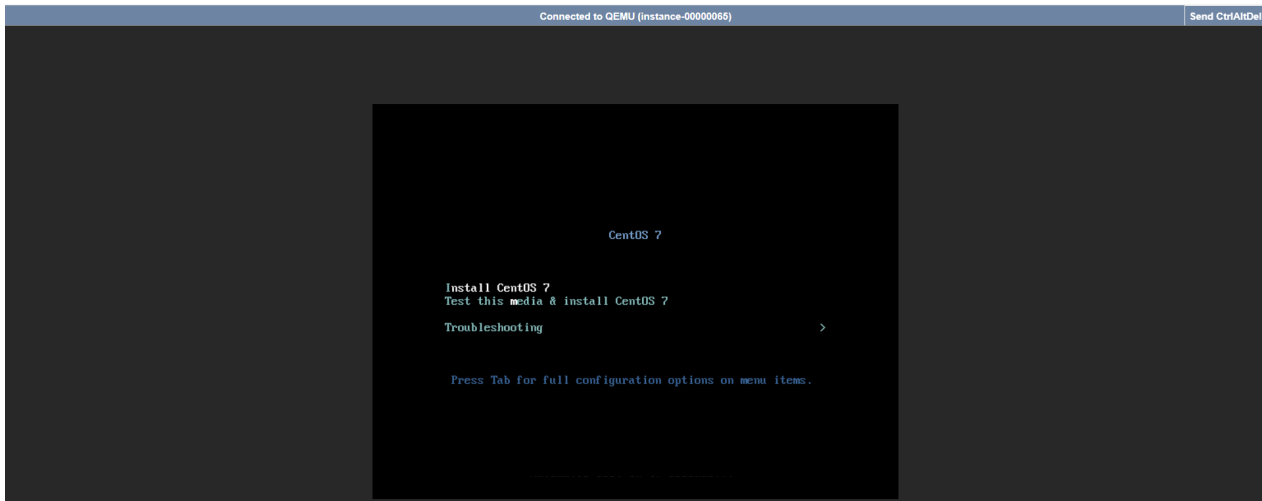 Connected to QEMU (instance-00000065)
Send CtrlAltDel
CentOS 7
Install CentOS 7
Test this media & install CentOS 7
Troubleshooting >
Press Tab for full configuration options on menu items.